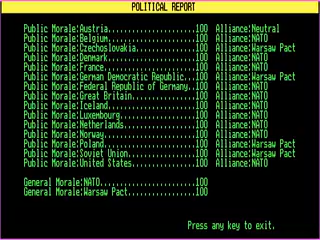 POLITICAL REPORT
Public Morale:Austria.....................100 Alliance:Neutral
Public Morale:Belgium.....................100 Alliance:NATO
Public Morale:Czechoslovakia..............100 Alliance:Warsaw Pact
Public Morale:Denmark.....................100 Alliance:NATO
Public Morale:France......................100 Alliance:NATO
Public Morale:German Democratic Republic..100 Alliance:Warsaw Pact
Public Morale:Federal Republic of Germany..100 Alliance:NATO
Public Morale:Great Britain...............100 Alliance:NATO
Public Morale:Iceland.....................100 Alliance:NATO
Public Morale:Luxembourg..................100 Alliance:NATO
Public Morale:Netherlands.................100 Alliance:NATO
Public Morale:Norway......................100 Alliance:NATO
Public Morale:Poland......................100 Alliance:Warsaw Pact
Public Morale:Soviet Union................100 Alliance:Warsaw Pact
Public Morale:United States...............100 Alliance:NATO
General Morale:NATO.......................100
General Morale:Warsaw Pact................100
Press any key to exit.